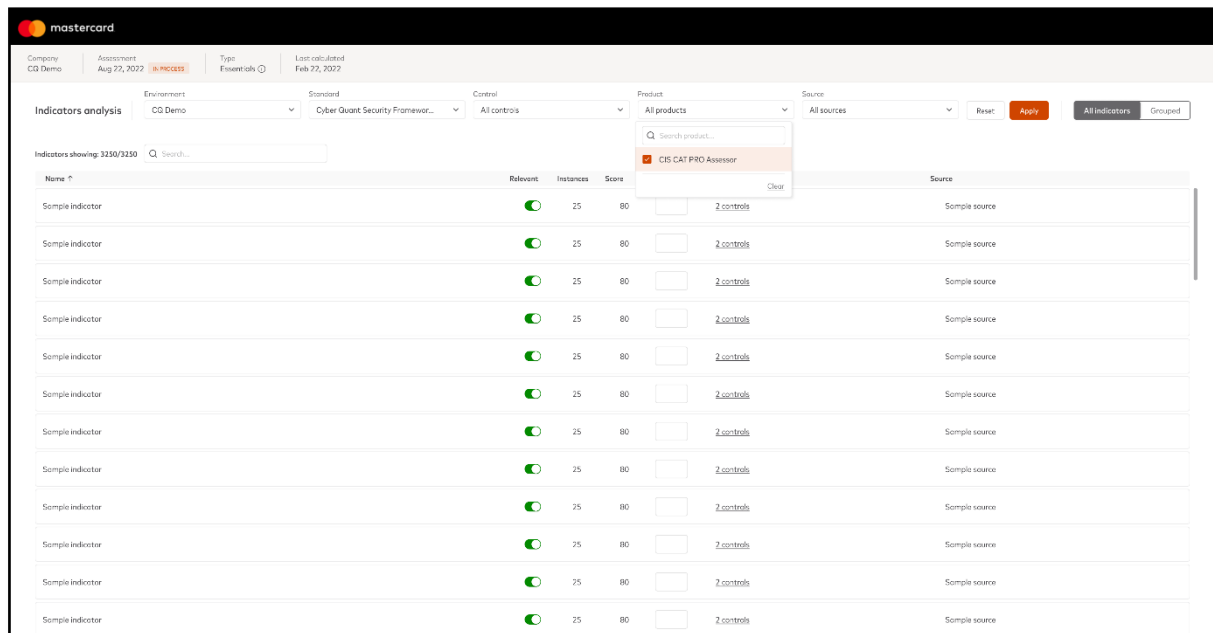 mastercard
Company Assessment Type Last calculated
CQ Demo Aug 22, 2022 IN PROCESS Essentials Feb 22, 2022
Environment Standard Control Product Source
Indicators analysis CQ Demo Cyber Quant Security Framewor... All controls All products All sources Reset Apply All indicators Grouped
Search product...
Indicators showing: 3250/3250 Search... CIS CAT PRO Assessor
Name Relevant Instances Score Source
Clear
Sample indicator 25 80 2 controls Sample source
Sample indicator 25 80 2 controls Sample source
Sample indicator 25 80 2 controls Sample source
Sample indicator 25 80 2 controls Sample source
Sample indicator 25 80 2 controls Sample source
Sample indicator 25 80 2 controls Sample source
Sample indicator 25 80 2 controls Sample source
Sample indicator 25 80 2 controls Sample source
Sample indicator 25 80 2 controls Sample source
Sample indicator 25 80 2 controls Sample source
Sample indicator 25 80 2 controls Sample source
Sample indicator 25 80 2 controls Sample source